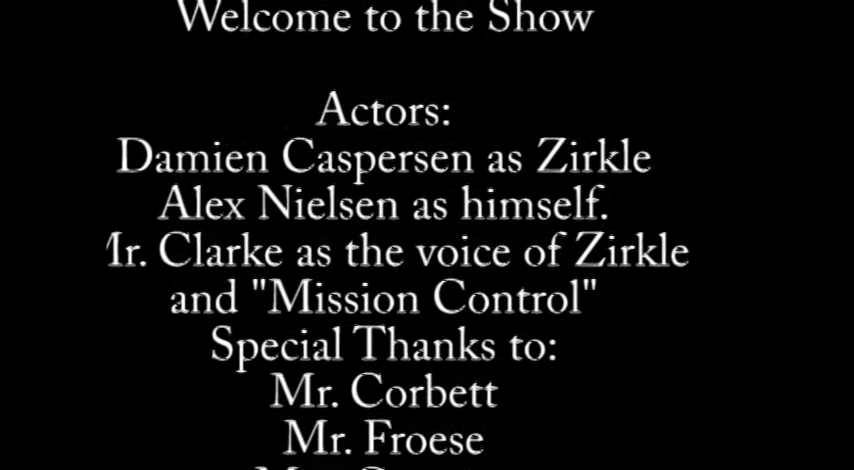 Welcome to the Show
Actors:
Damien Caspersen as Zirkle
Alex Nielsen as himself.
Mr. Clarke as the voice of Zirkle
and "Mission Control"
Special Thanks to:
Mr. Corbett
Mr. Froese